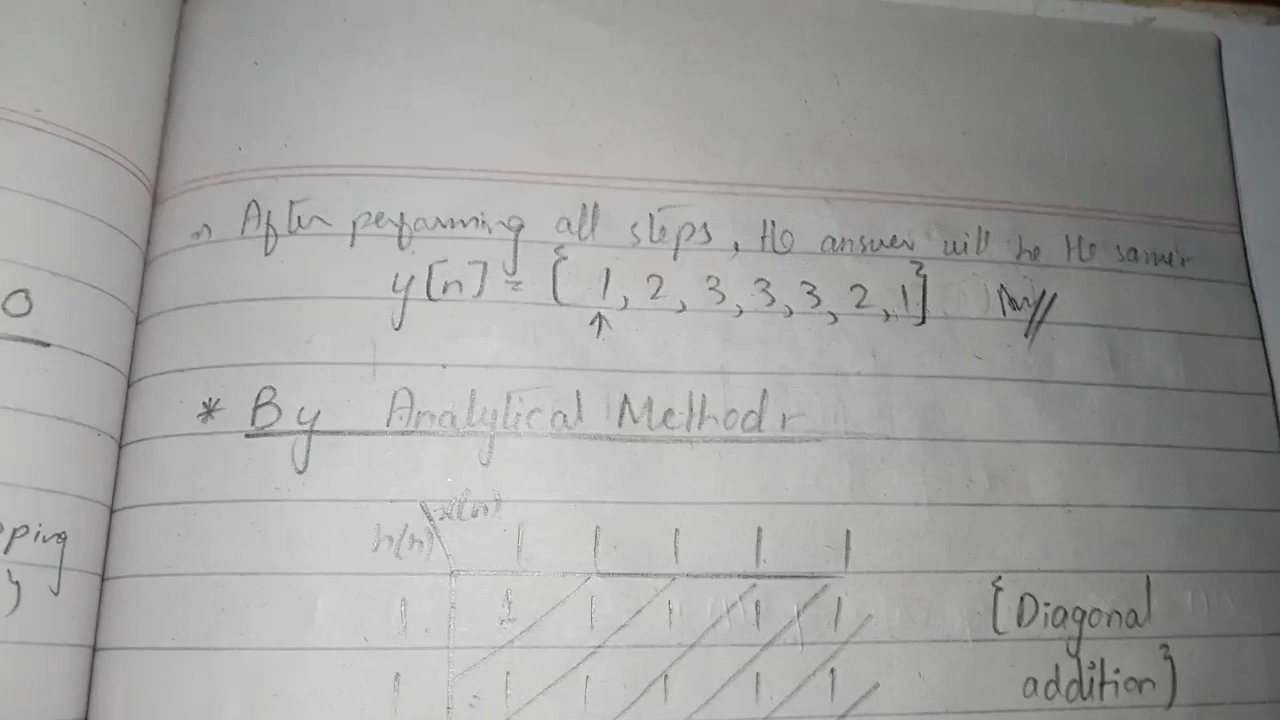 ⇒ After performing all steps, the answer will be the same:-
y[n] = { 1, 2, 3, 3, 3, 2, 1 } Ans//
↑
0
* By Analytical Method:-
x(n)
h(n) 1 1 1 1 1
1 1 1 1 1 1 {Diagonal
1 1 1 1 1 1 addition}
ping